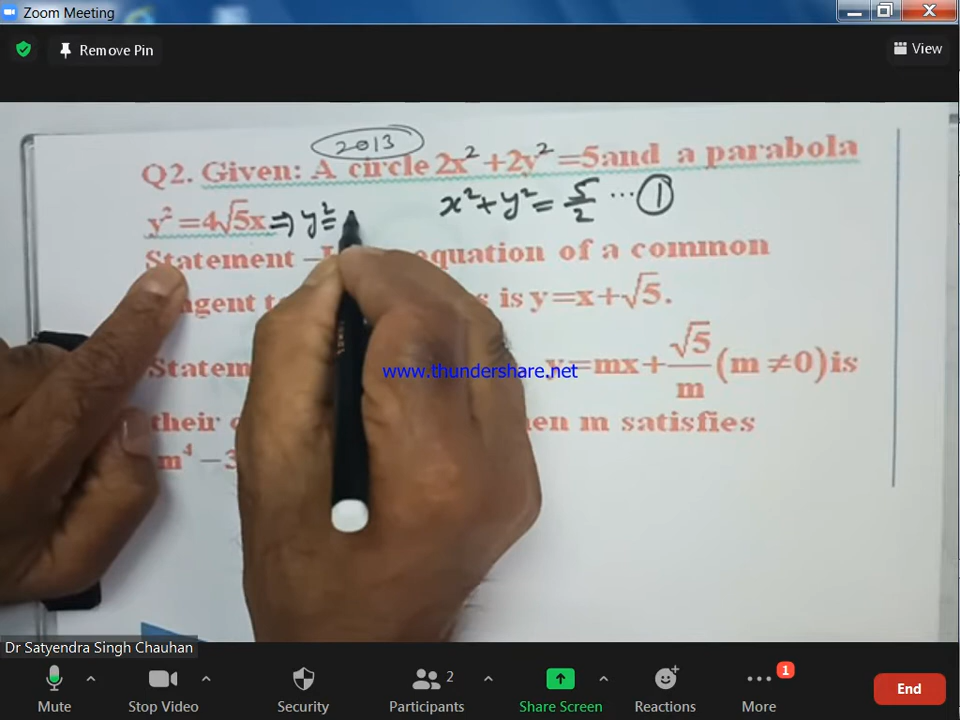 Zoom Meeting
Remove Pin
View
2013
Q2. Given: A circle 2x²+2y²=5and a parabola
y²=4√5x⇒y²=
x²+y²=5/2 ...①
Statement – equation of a common
is y=x+√5.
Statem y=mx+√5/m (m≠0) is
their m satisfies
m⁴ –3
www.thundershare.net
Dr Satyendra Singh Chauhan
2
1
Mute Stop Video Security Participants Share Screen Reactions More End